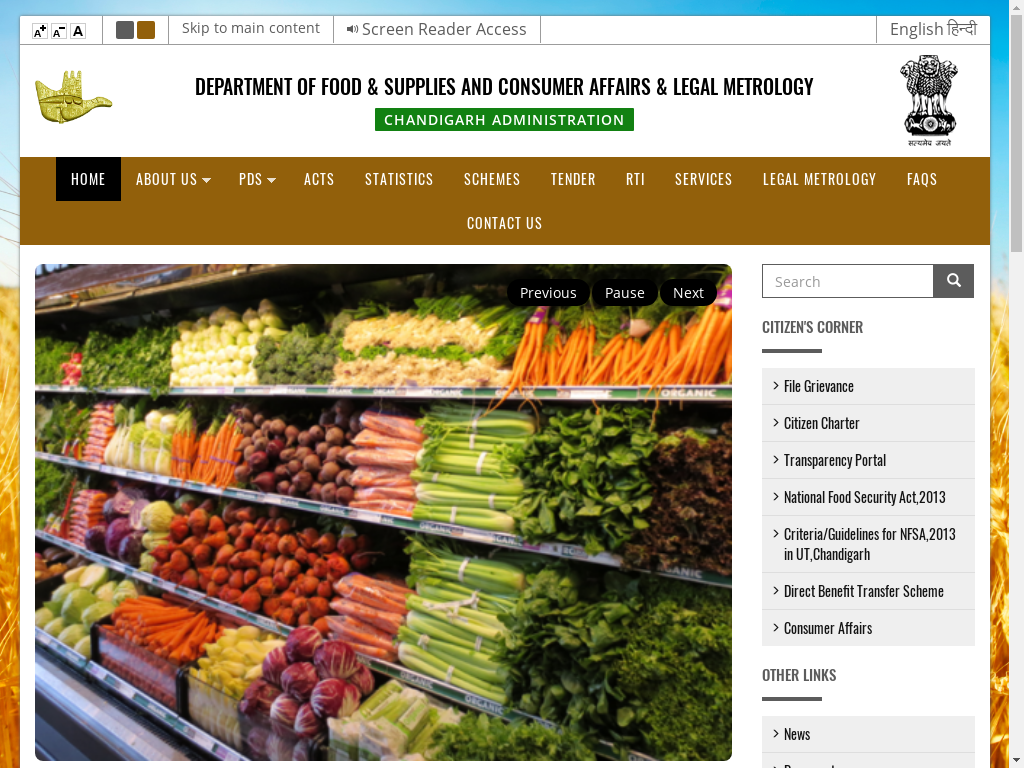 A+ A- A
Skip to main content
Screen Reader Access
English हिन्दी
DEPARTMENT OF FOOD & SUPPLIES AND CONSUMER AFFAIRS & LEGAL METROLOGY
CHANDIGARH ADMINISTRATION
सत्यमेव जयते
HOME ABOUT US PDS ACTS STATISTICS SCHEMES TENDER RTI SERVICES LEGAL METROLOGY FAQS
CONTACT US
Previous Pause Next
ORGANIC
ORGANIC
ORGANIC
ORGANIC
Search
CITIZEN'S CORNER
File Grievance
Citizen Charter
Transparency Portal
National Food Security Act,2013
Criteria/Guidelines for NFSA,2013
in UT,Chandigarh
Direct Benefit Transfer Scheme
Consumer Affairs
OTHER LINKS
News